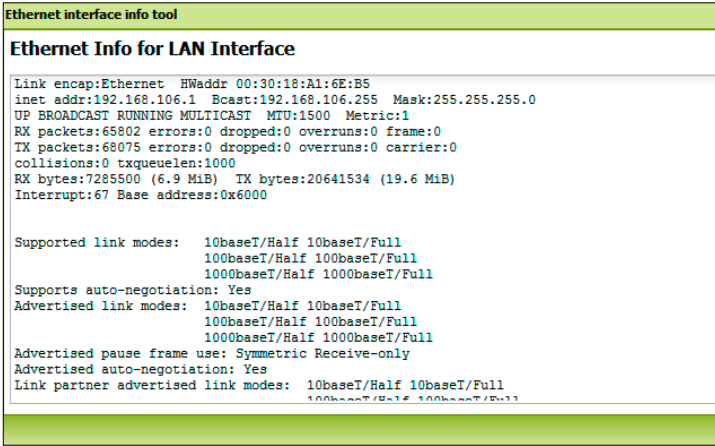 Ethernet interface info tool
Ethernet Info for LAN Interface
Link encap:Ethernet  HWaddr 00:30:18:A1:6E:B5
inet addr:192.168.106.1  Bcast:192.168.106.255  Mask:255.255.255.0
UP BROADCAST RUNNING MULTICAST  MTU:1500  Metric:1
RX packets:65802 errors:0 dropped:0 overruns:0 frame:0
TX packets:68075 errors:0 dropped:0 overruns:0 carrier:0
collisions:0 txqueuelen:1000
RX bytes:7285500 (6.9 MiB)  TX bytes:20641534 (19.6 MiB)
Interrupt:67 Base address:0x6000
Supported link modes:   10baseT/Half 10baseT/Full
100baseT/Half 100baseT/Full
1000baseT/Half 1000baseT/Full
Supports auto-negotiation: Yes
Advertised link modes:  10baseT/Half 10baseT/Full
100baseT/Half 100baseT/Full
1000baseT/Half 1000baseT/Full
Advertised pause frame use: Symmetric Receive-only
Advertised auto-negotiation: Yes
Link partner advertised link modes:  10baseT/Half 10baseT/Full
100baseT/Half 100baseT/Full